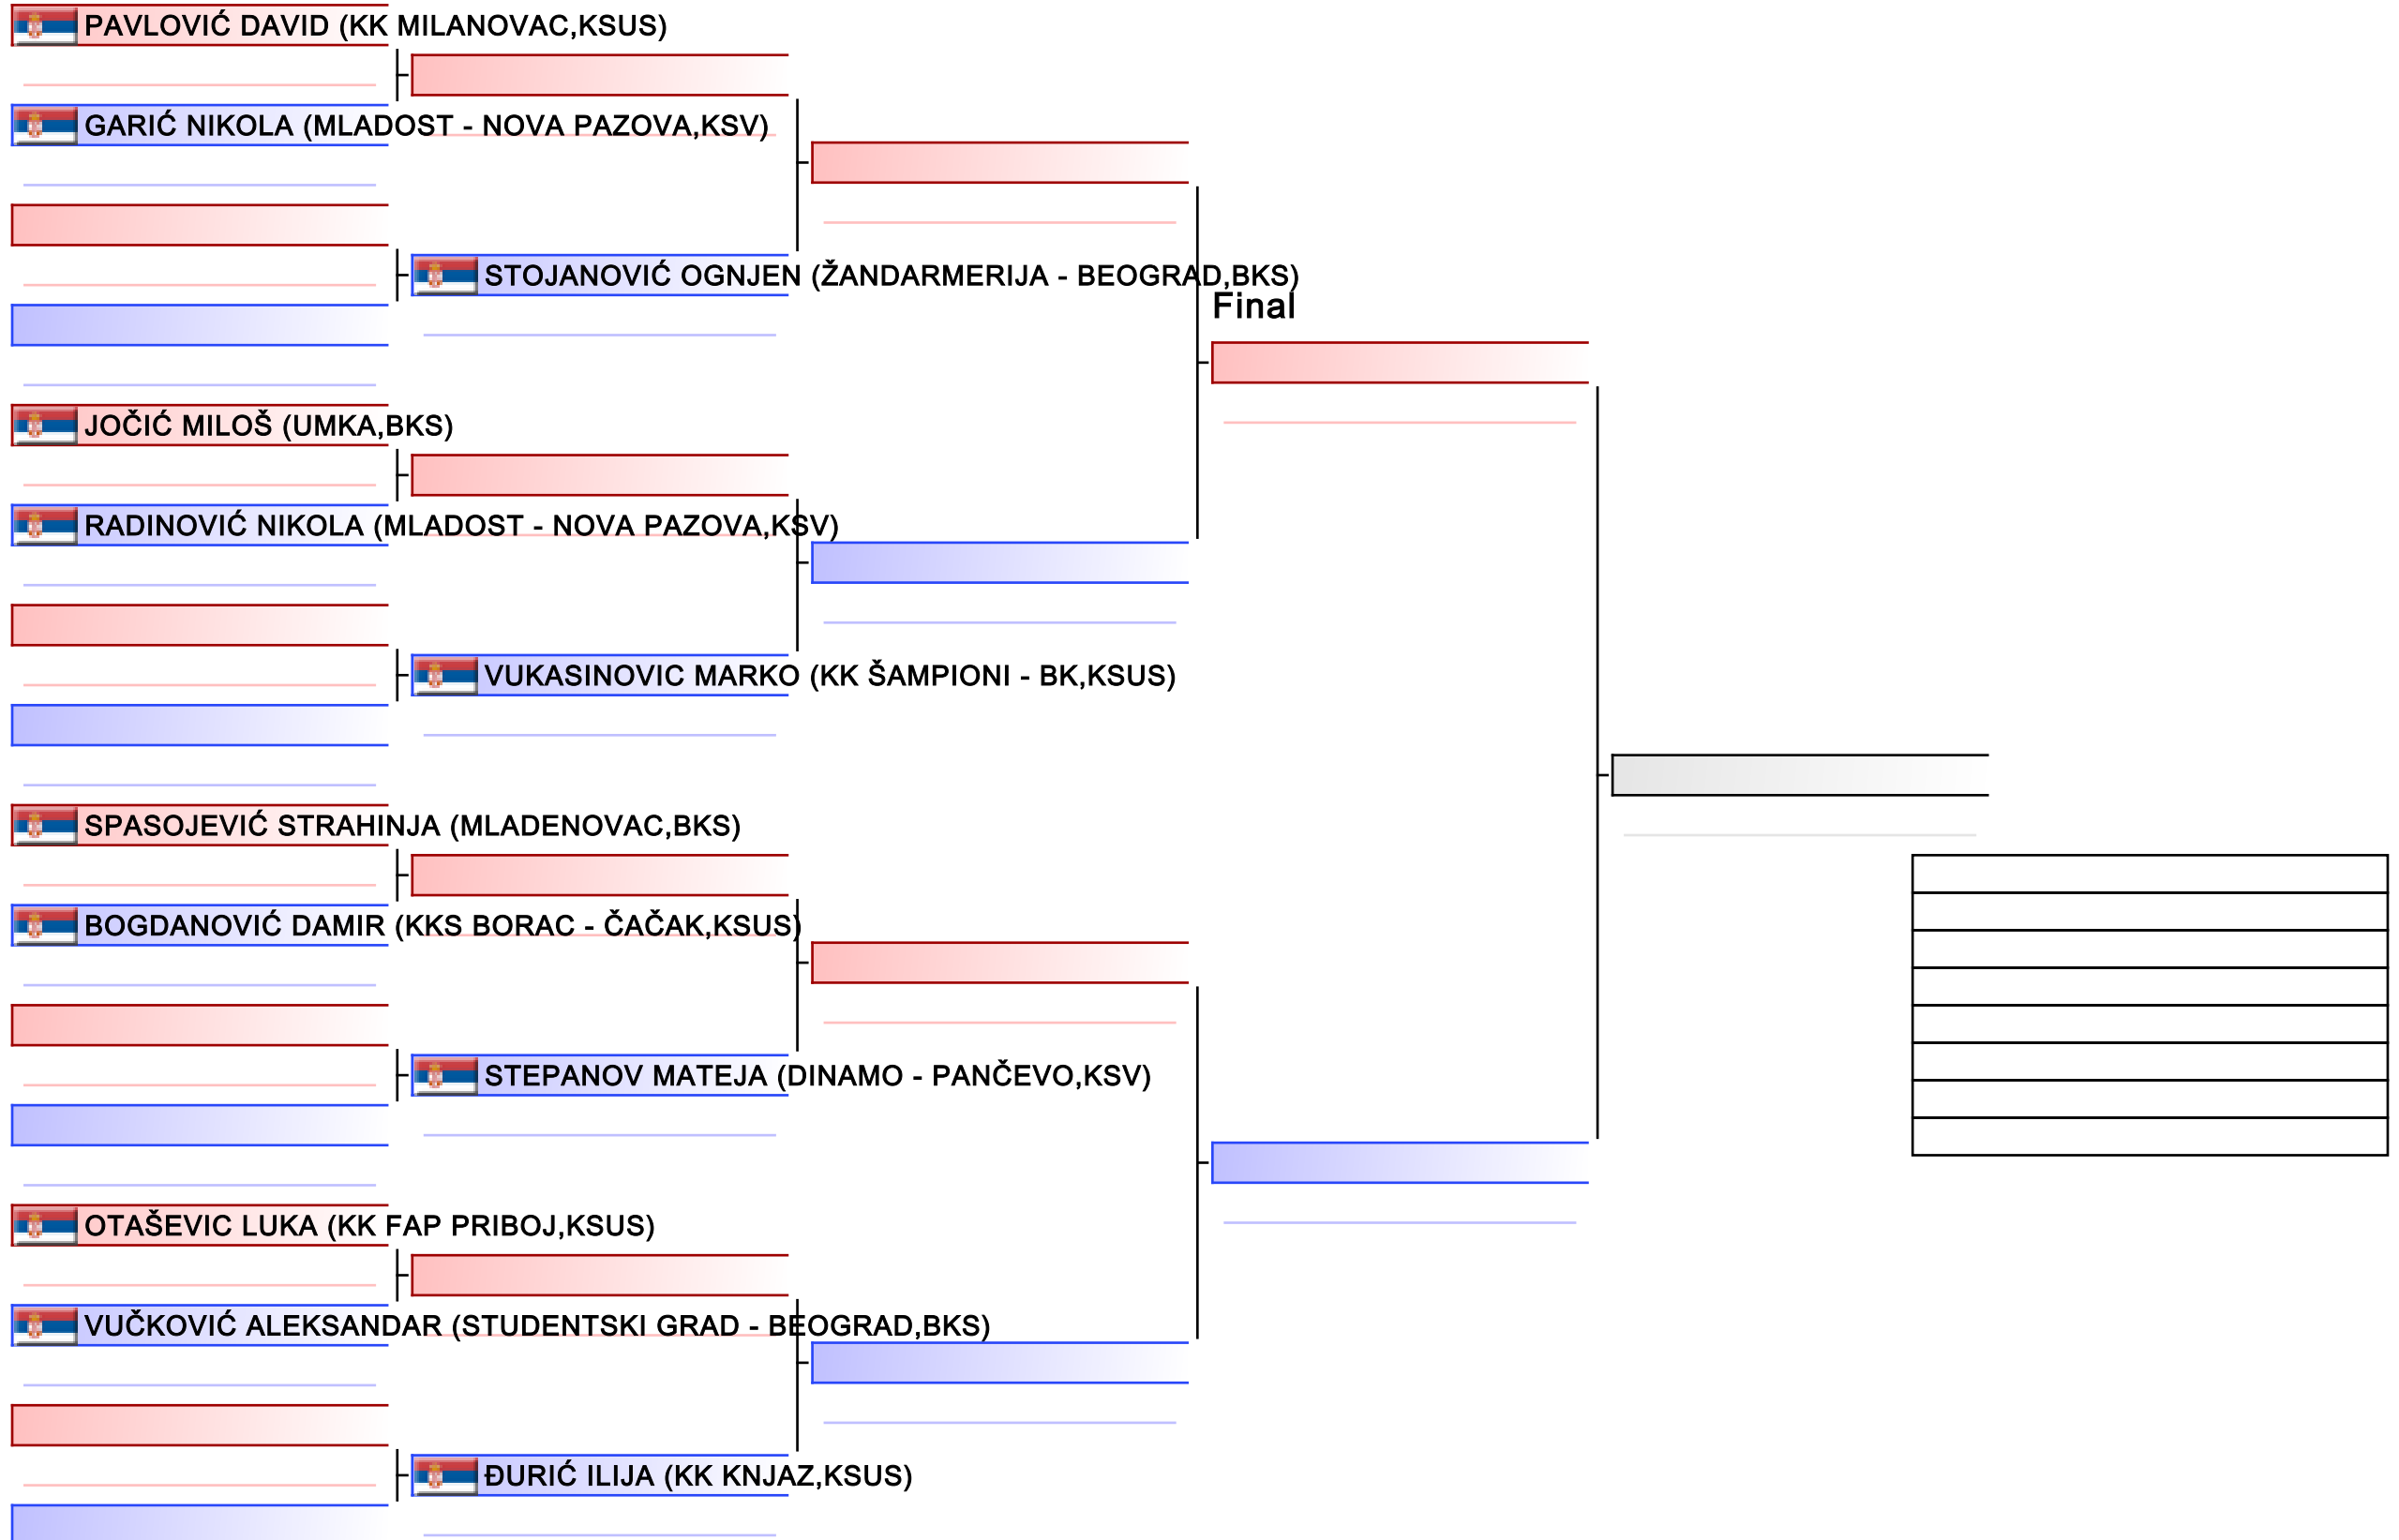 PAVLOVIĆ DAVID (KK MILANOVAC,KSUS)
GARIĆ NIKOLA (MLADOST - NOVA PAZOVA,KSV)
STOJANOVIĆ OGNJEN (ŽANDARMERIJA - BEOGRAD,BKS)
Final
JOČIĆ MILOŠ (UMKA,BKS)
RADINOVIĆ NIKOLA (MLADOST - NOVA PAZOVA,KSV)
VUKASINOVIC MARKO (KK ŠAMPIONI - BK,KSUS)
SPASOJEVIĆ STRAHINJA (MLADENOVAC,BKS)
BOGDANOVIĆ DAMIR (KKS BORAC - ČAČAK,KSUS)
STEPANOV MATEJA (DINAMO - PANČEVO,KSV)
OTAŠEVIC LUKA (KK FAP PRIBOJ,KSUS)
VUČKOVIĆ ALEKSANDAR (STUDENTSKI GRAD - BEOGRAD,BKS)
ĐURIĆ ILIJA (KK KNJAZ,KSUS)